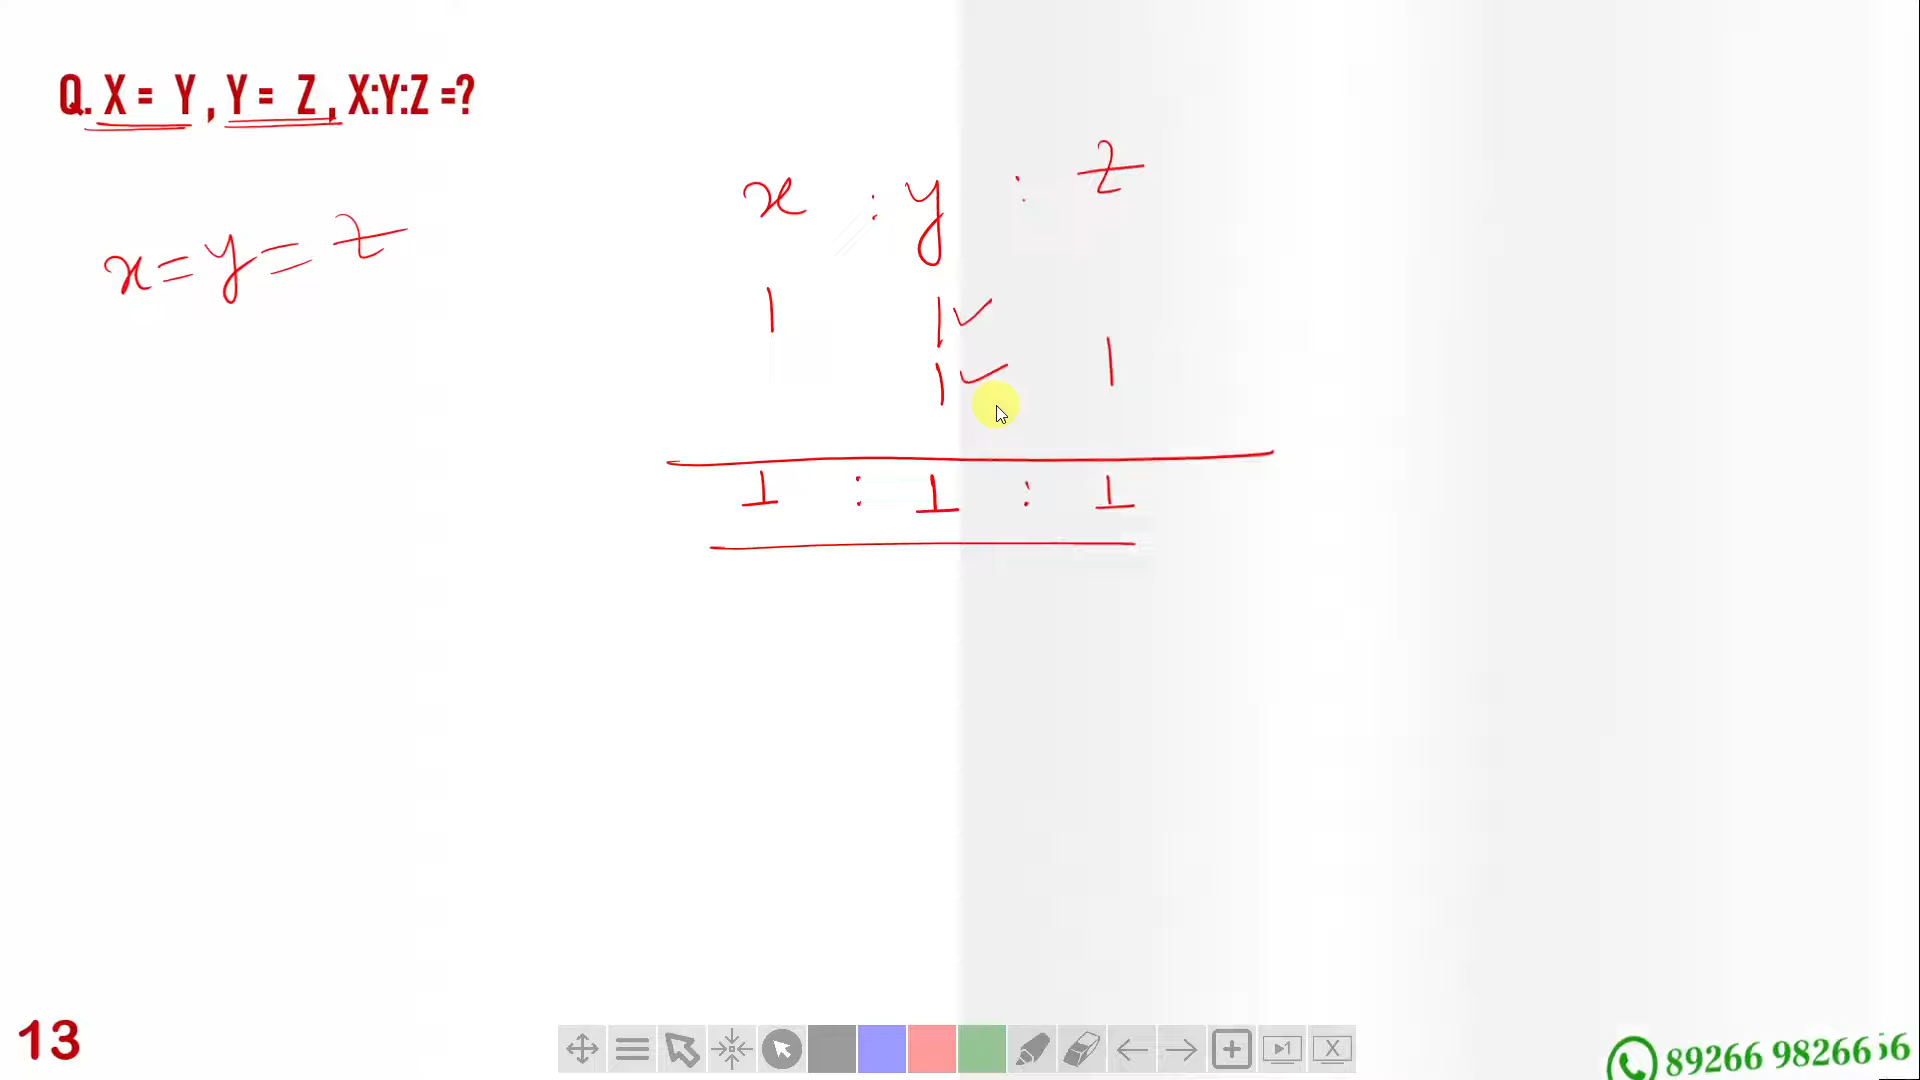 Q. X = Y , Y = Z , X:Y:Z =?
x = y = z
x : y : z
1 1
1 1
1 : 1 : 1
13
89266 98266